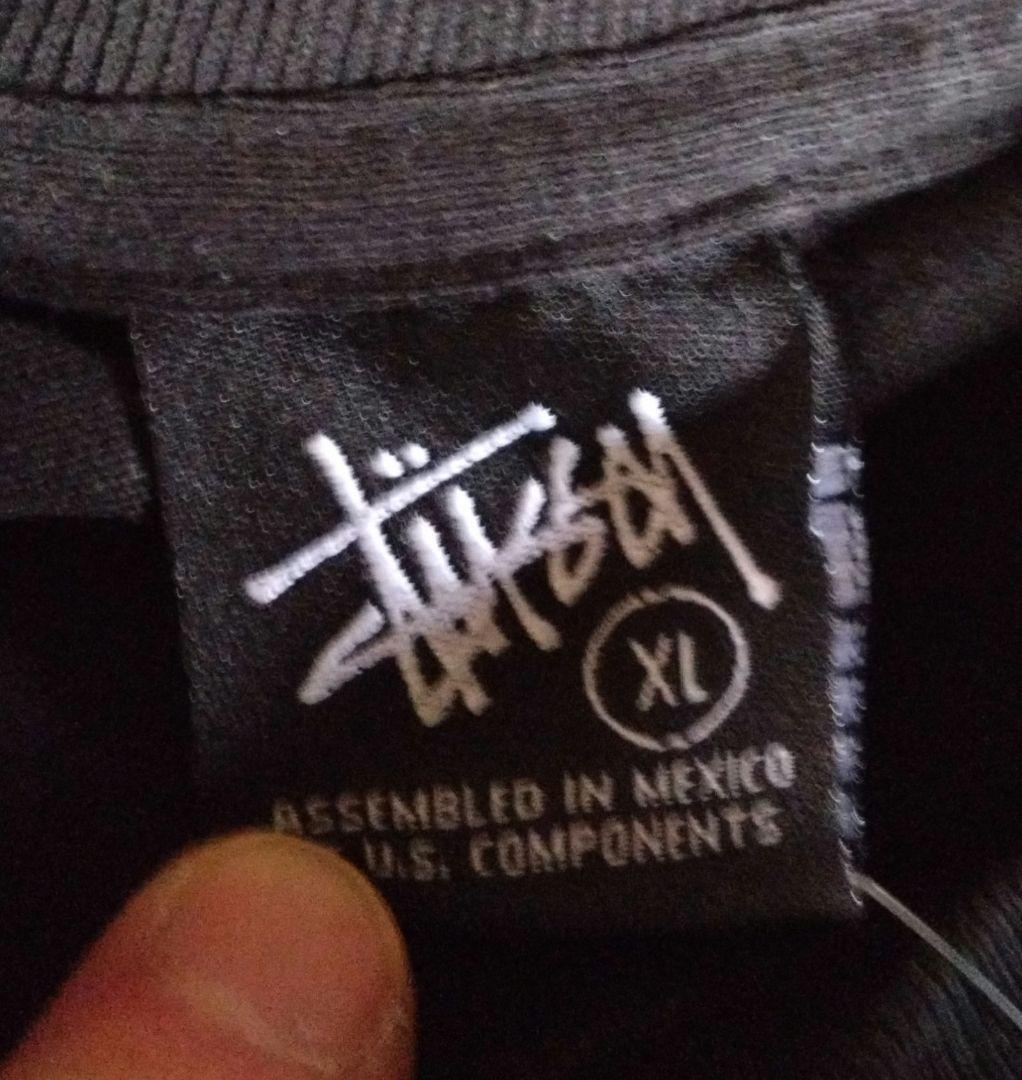 Stüssy
XL
ASSEMBLED IN MEXICO
U.S. COMPONENTS